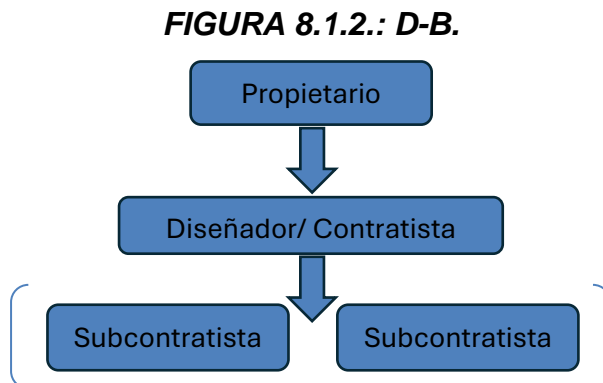 FIGURA 8.1.2.: D-B.
Propietario
Diseñador/ Contratista
Subcontratista
Subcontratista